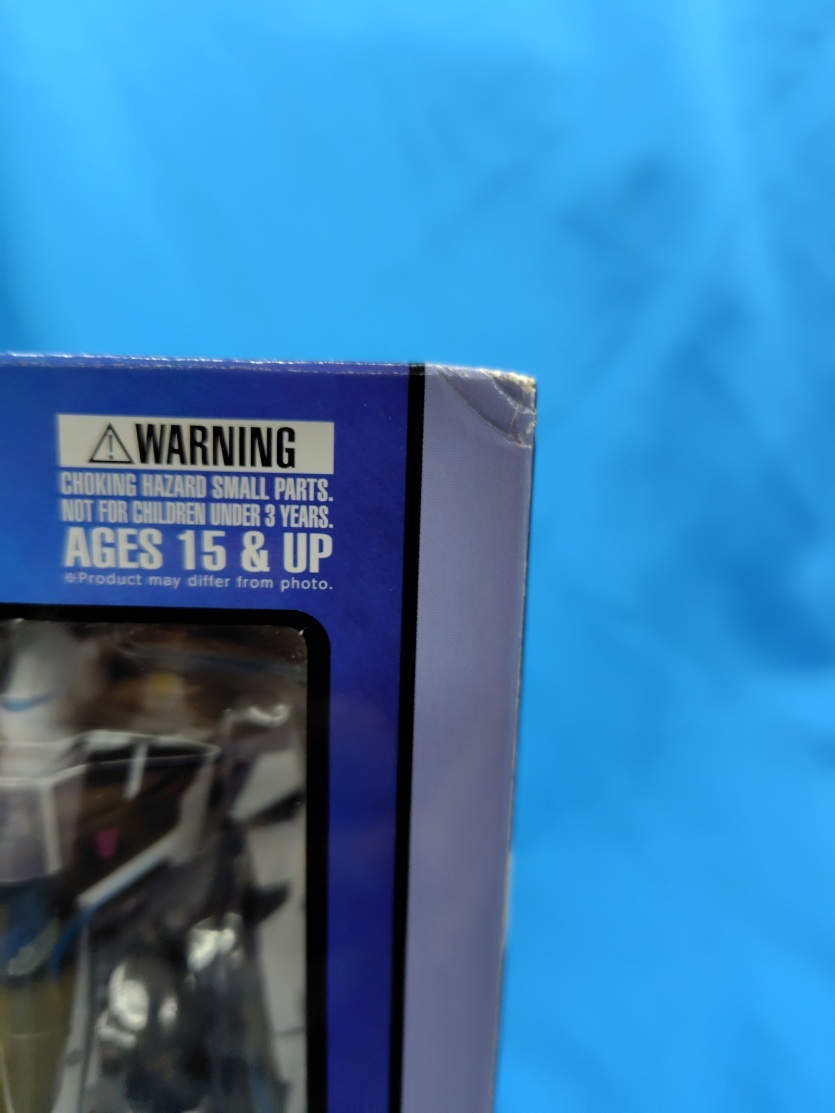 ⚠WARNING
CHOKING HAZARD SMALL PARTS.
NOT FOR CHILDREN UNDER 3 YEARS.
AGES 15 & UP
※Product may differ from photo.